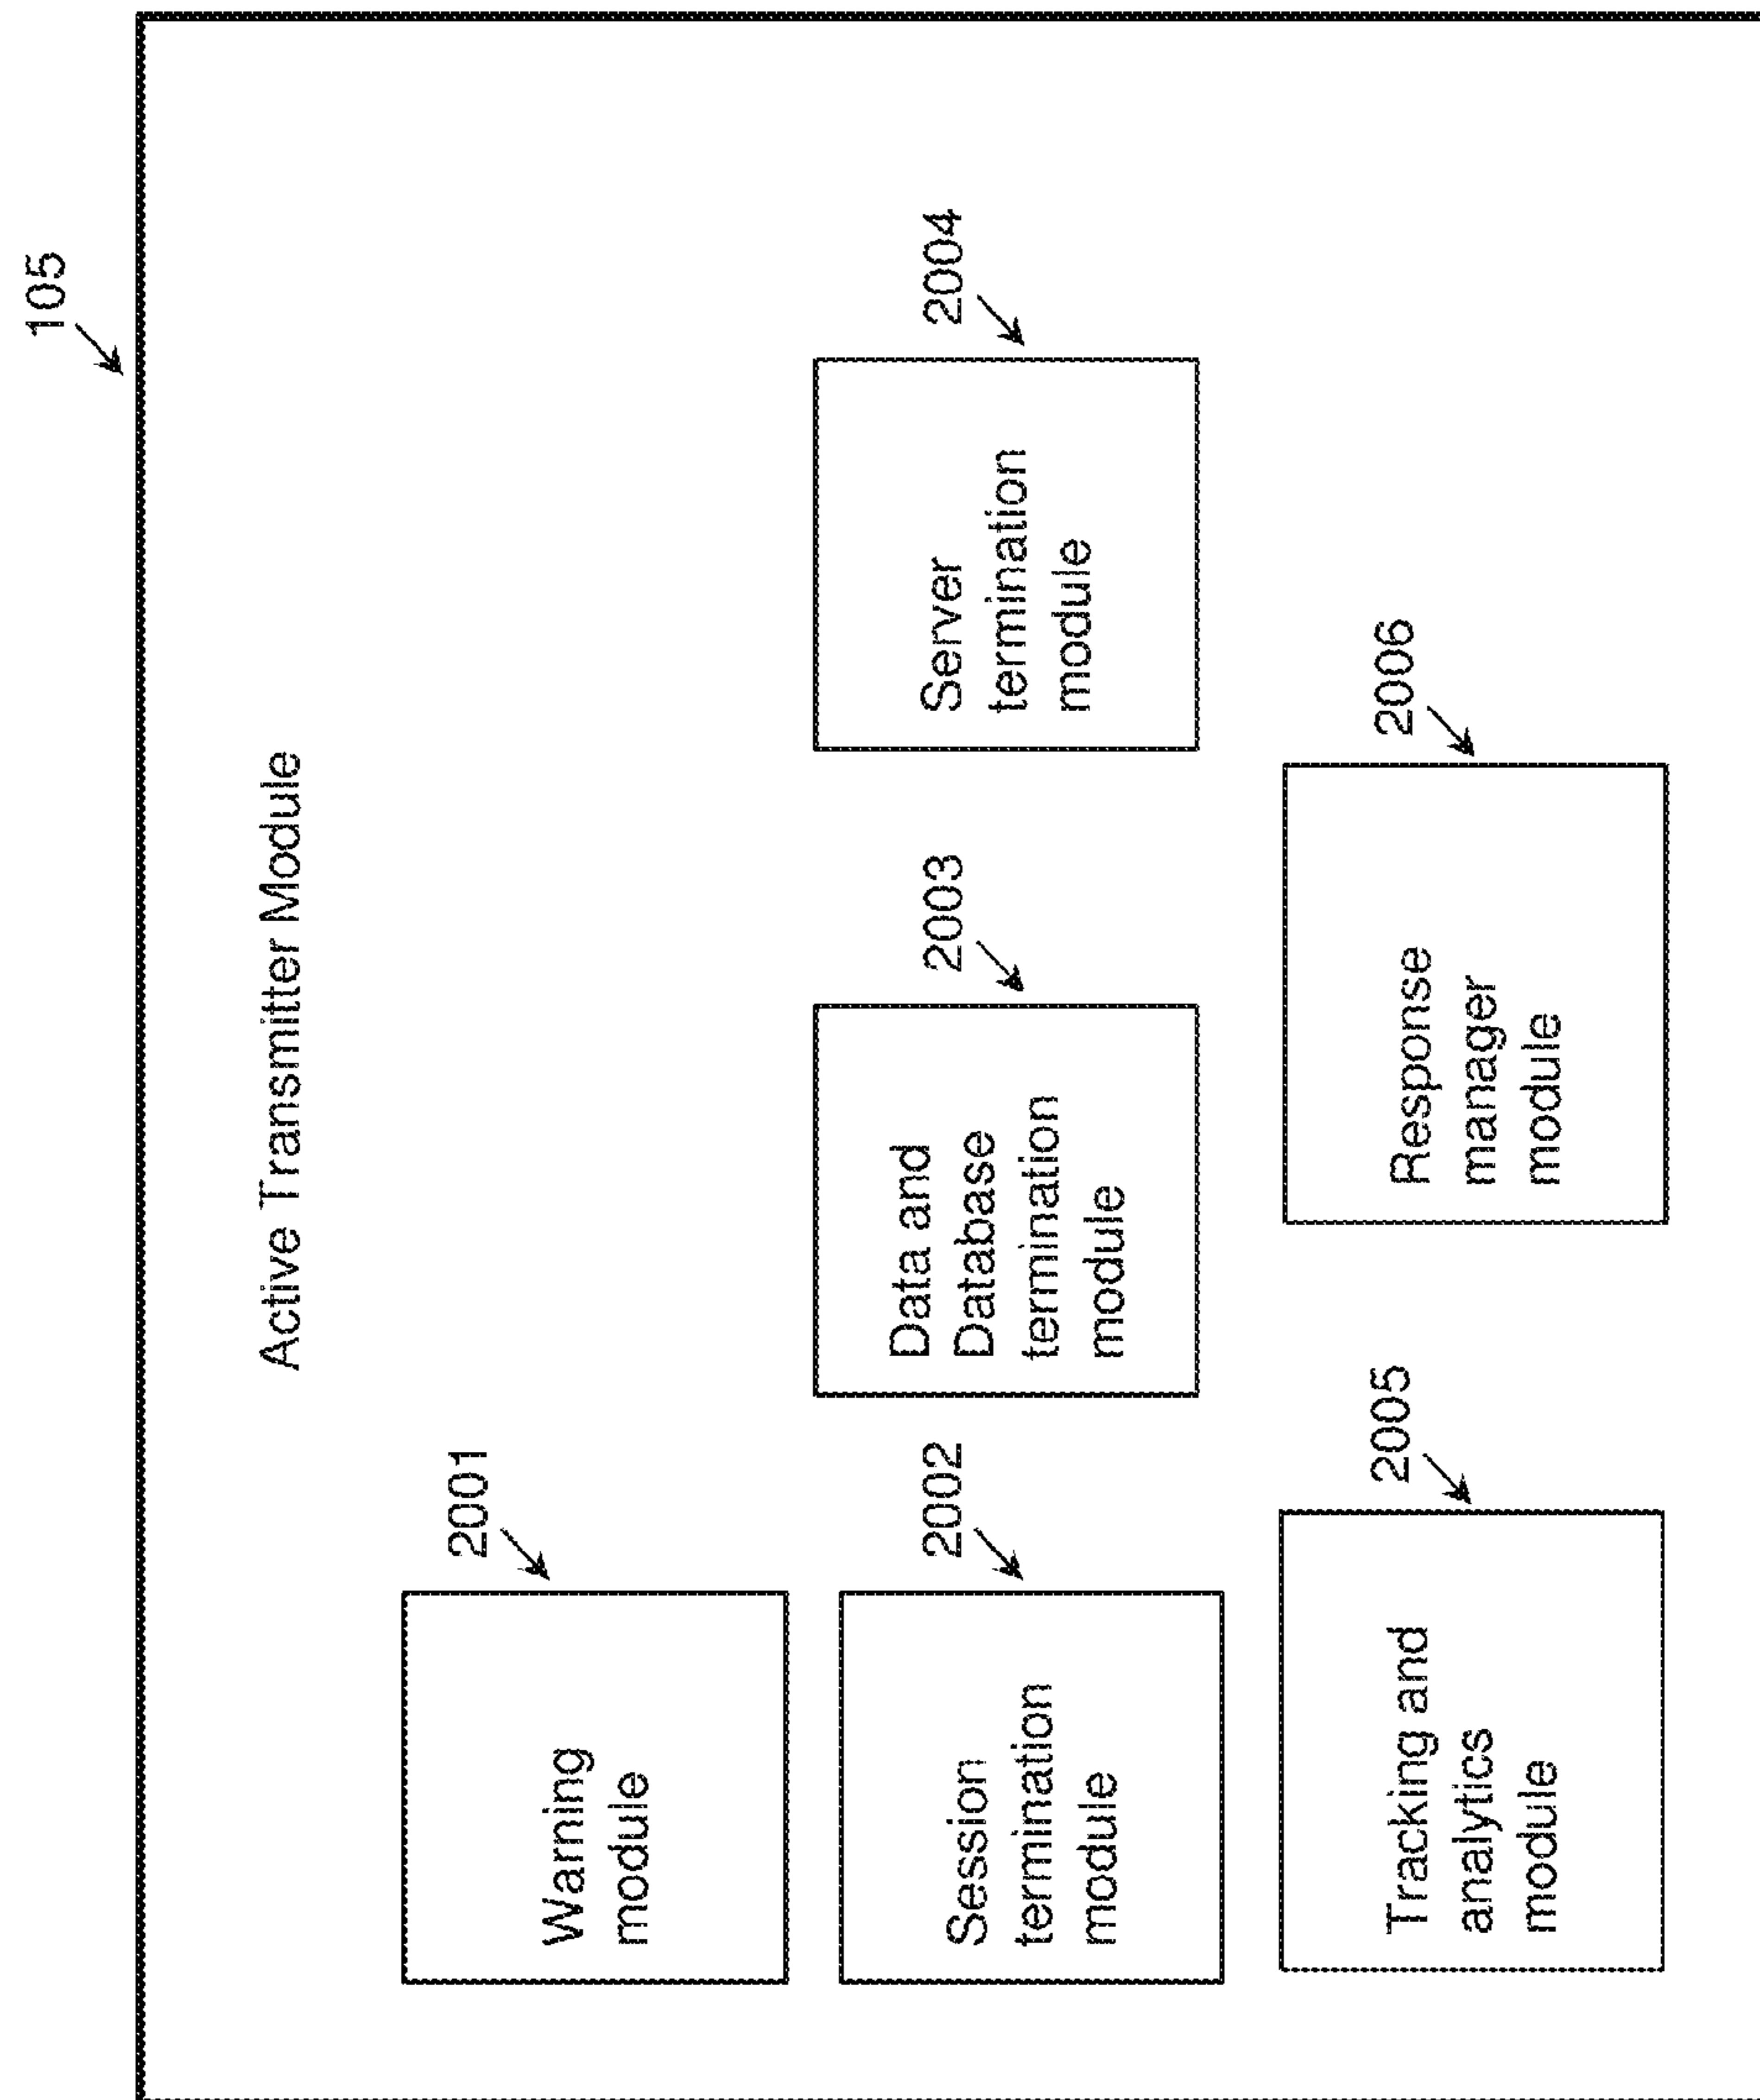 105
Active Transmitter Module
2001
Warning
module
2002
Session
termination
module
2003
Data and
Database
termination
module
2004
Server
termination
module
2005
Tracking and
analytics
module
2006
Response
manager
module